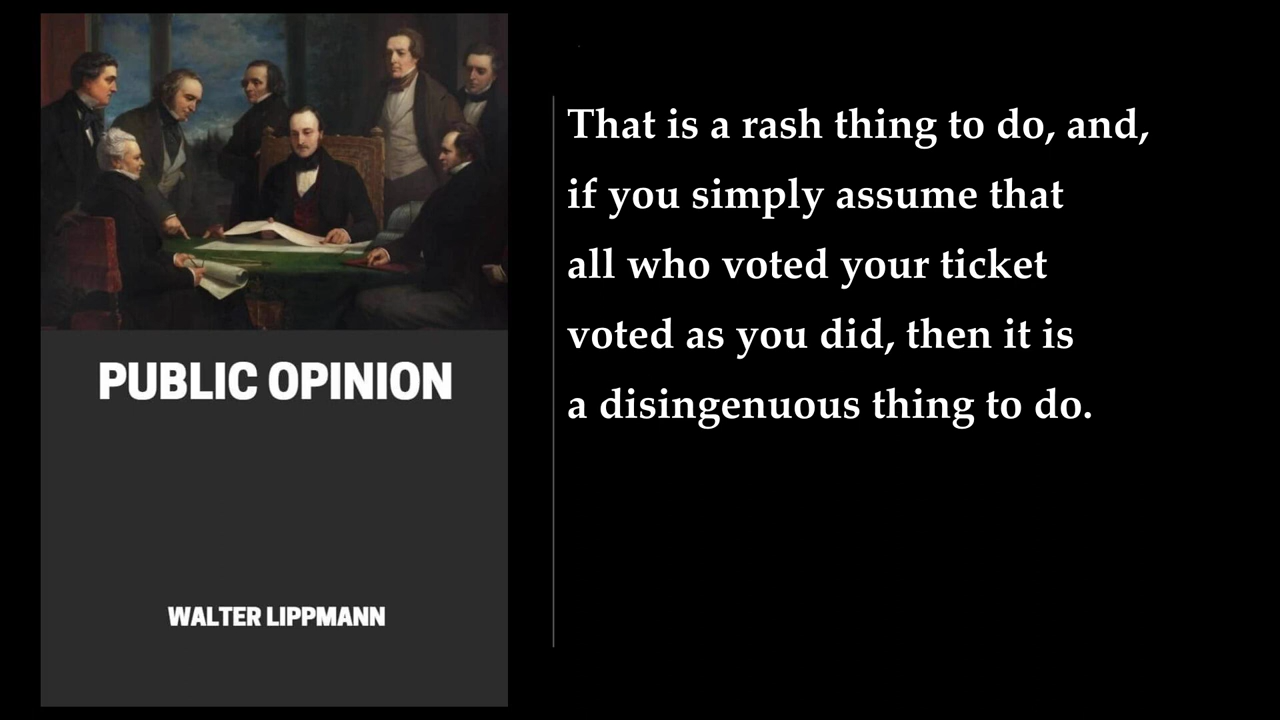 PUBLIC OPINION
WALTER LIPPMANN
That is a rash thing to do, and,
if you simply assume that
all who voted your ticket
voted as you did, then it is
a disingenuous thing to do.